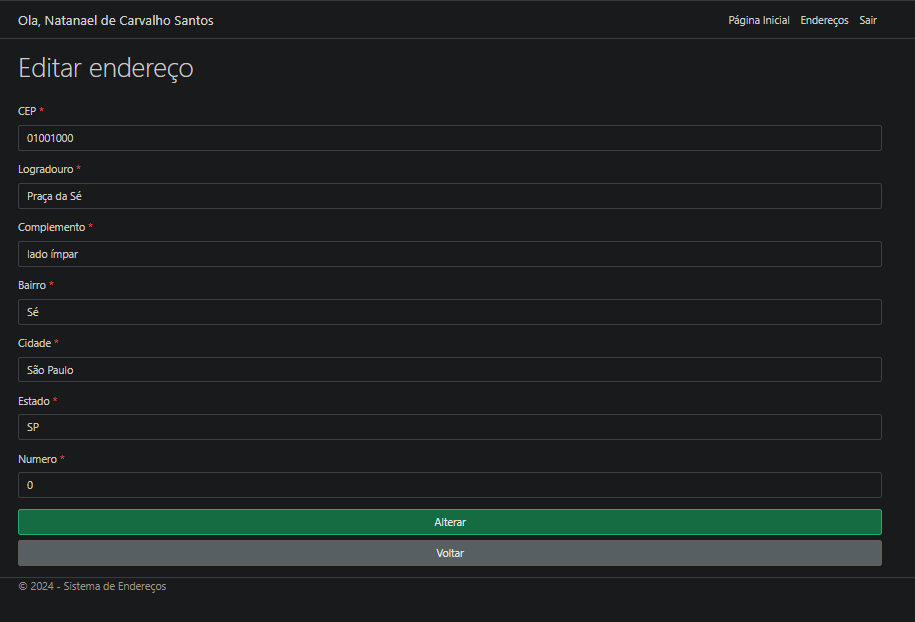 Ola, Natanael de Carvalho Santos
Página Inicial Endereços Sair
Editar endereço
CEP *
01001000
Logradouro *
Praça da Sé
Complemento *
lado ímpar
Bairro *
Sé
Cidade *
São Paulo
Estado *
SP
Numero *
0
Alterar
Voltar
© 2024 - Sistema de Endereços